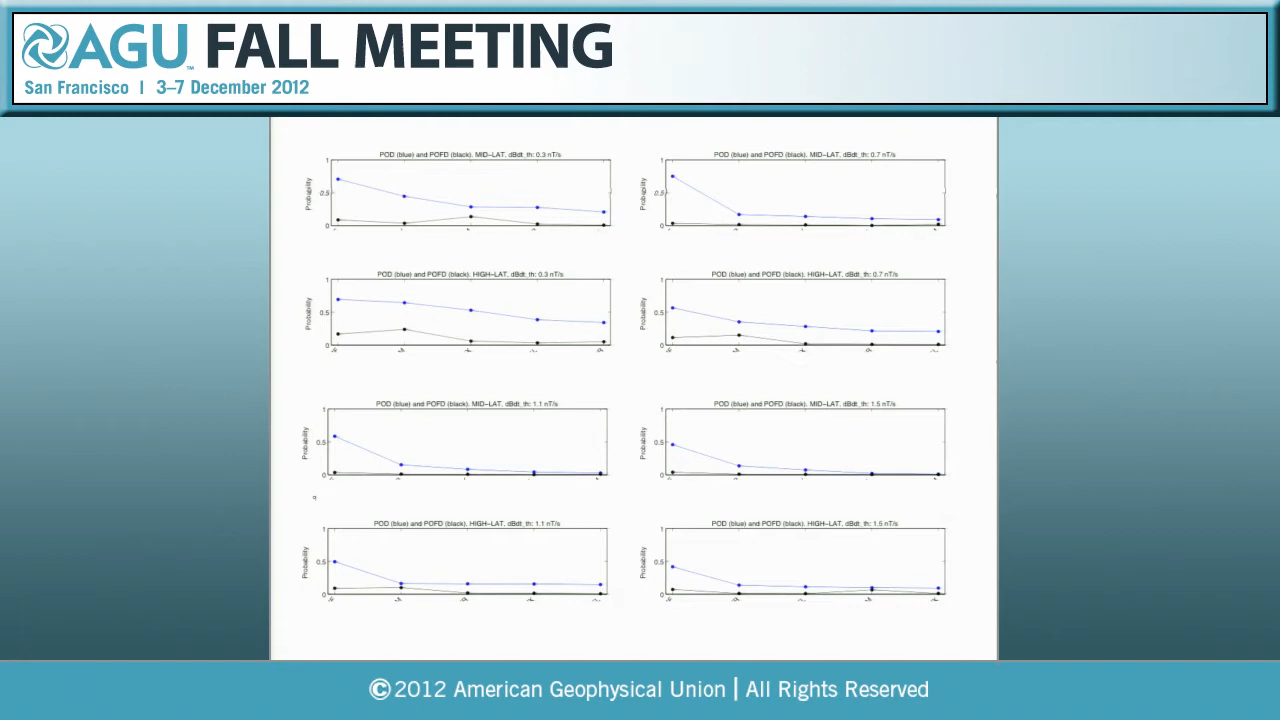 AGU™ FALL MEETING
San Francisco | 3–7 December 2012
POD (blue) and POFD (black). MID−LAT, dBdt_th: 0.3 nT/s
Probability
1
0.5
0
POD (blue) and POFD (black). MID−LAT, dBdt_th: 0.7 nT/s
Probability
1
0.5
0
POD (blue) and POFD (black). HIGH−LAT, dBdt_th: 0.3 nT/s
Probability
1
0.5
0
POD (blue) and POFD (black). HIGH−LAT, dBdt_th: 0.7 nT/s
Probability
1
0.5
0
POD (blue) and POFD (black). MID−LAT, dBdt_th: 1.1 nT/s
Probability
1
0.5
0
POD (blue) and POFD (black). MID−LAT, dBdt_th: 1.5 nT/s
Probability
1
0.5
0
POD (blue) and POFD (black). HIGH−LAT, dBdt_th: 1.1 nT/s
Probability
1
0.5
0
POD (blue) and POFD (black). HIGH−LAT, dBdt_th: 1.5 nT/s
Probability
1
0.5
0
©2012 American Geophysical Union | All Rights Reserved